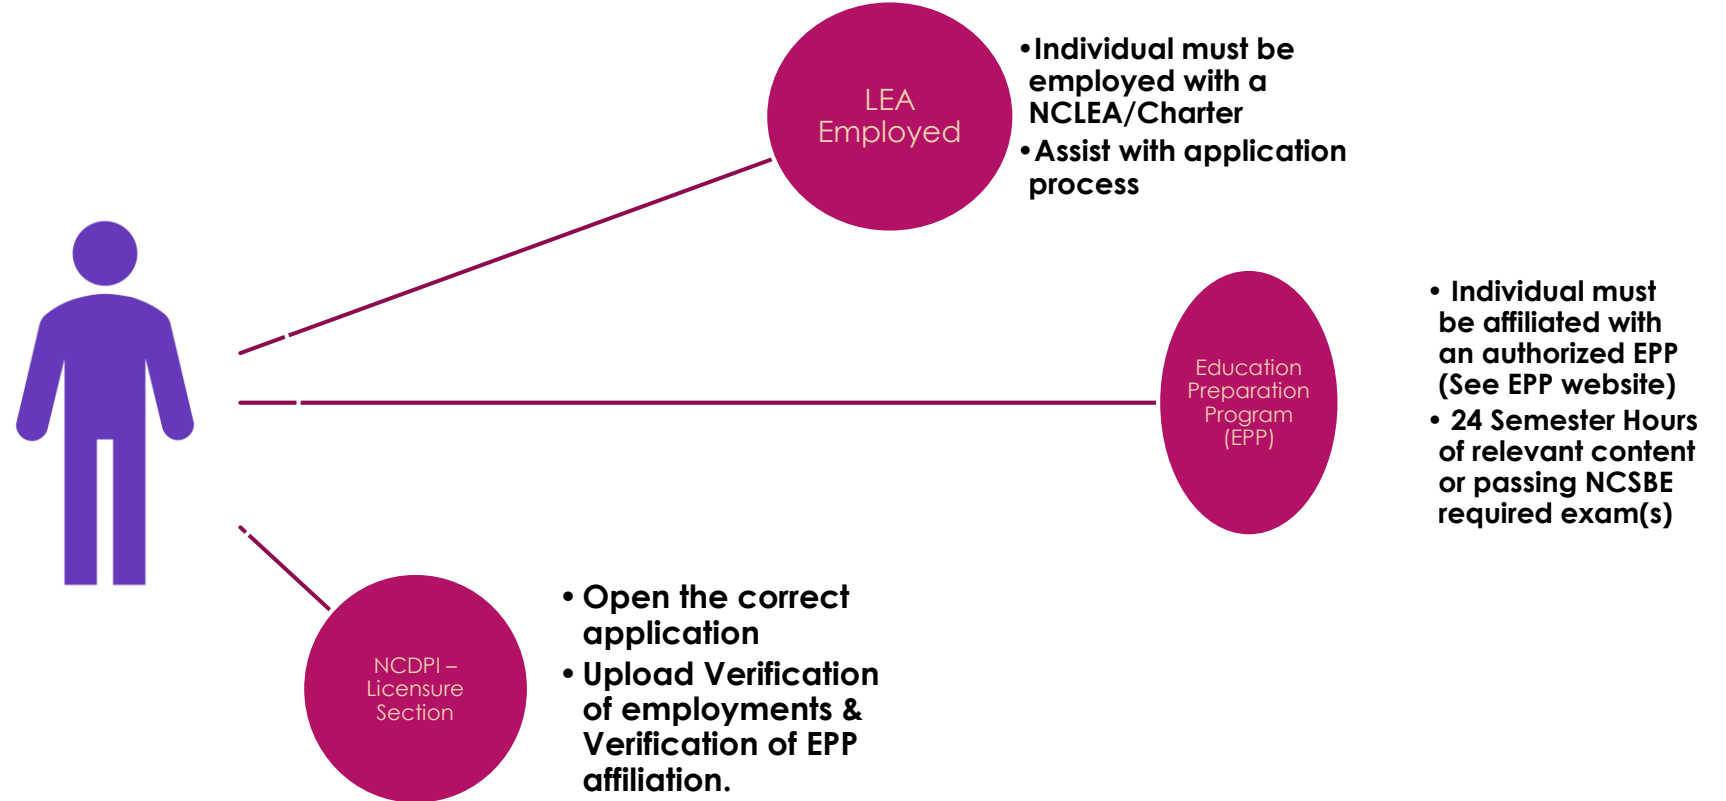 LEA
Employed
•Individual must be
employed with a
NCLEA/Charter
•Assist with application
process
Education
Preparation
Program
(EPP)
• Individual must
be affiliated with
an authorized EPP
(See EPP website)
• 24 Semester Hours
of relevant content
or passing NCSBE
required exam(s)
NCDPI –
Licensure
Section
• Open the correct
application
• Upload Verification
of employments &
Verification of EPP
affiliation.